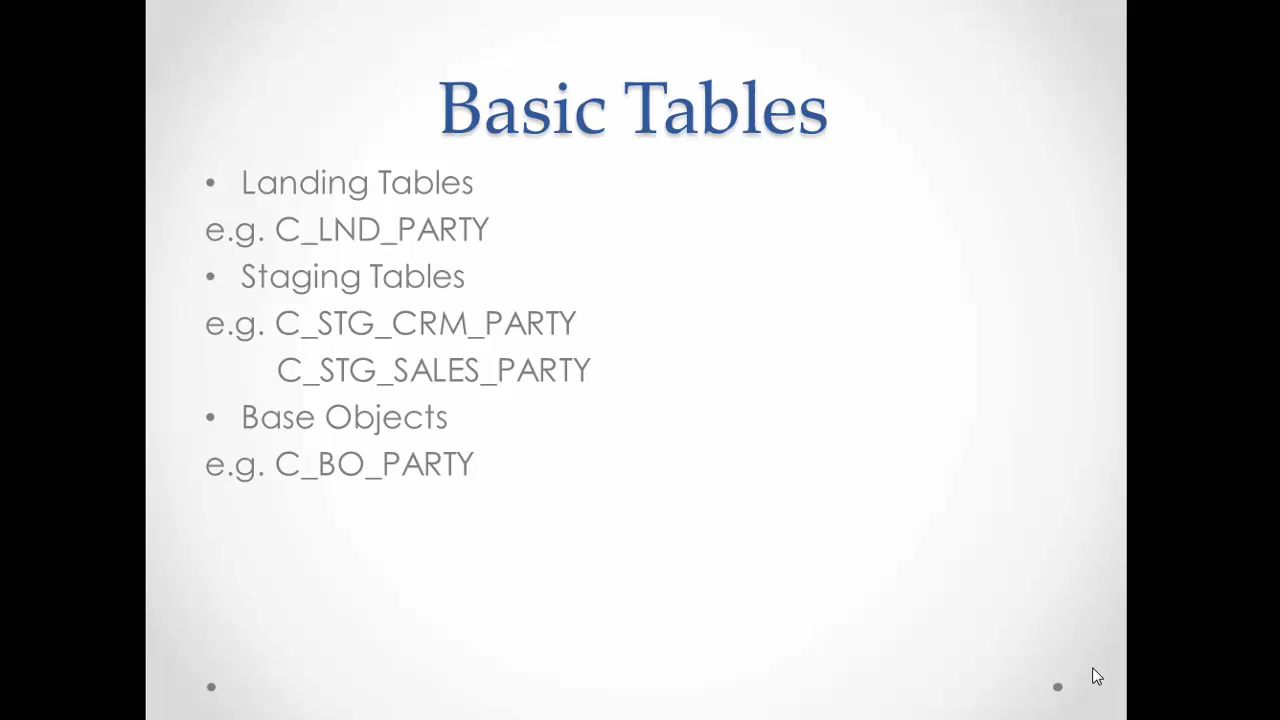 Basic Tables
• Landing Tables
e.g. C_LND_PARTY
• Staging Tables
e.g. C_STG_CRM_PARTY
C_STG_SALES_PARTY
• Base Objects
e.g. C_BO_PARTY